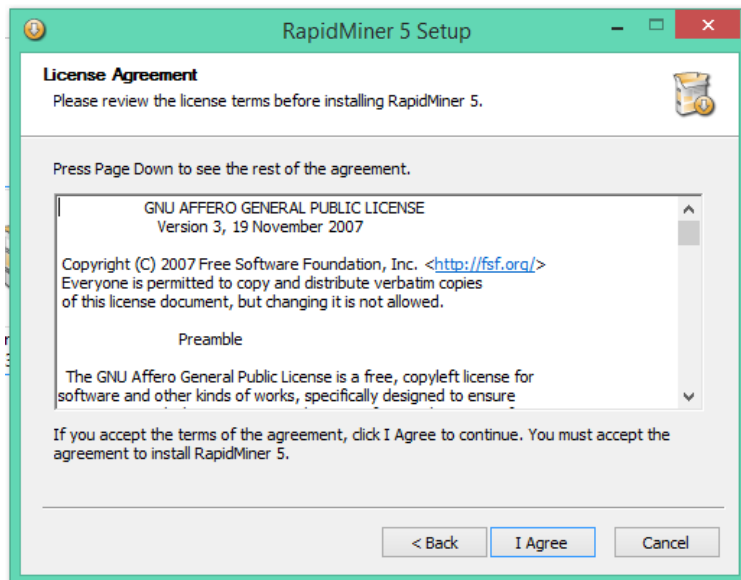 RapidMiner 5 Setup
License Agreement
Please review the license terms before installing RapidMiner 5.
Press Page Down to see the rest of the agreement.
GNU AFFERO GENERAL PUBLIC LICENSE
Version 3, 19 November 2007
Copyright (C) 2007 Free Software Foundation, Inc. <http://fsf.org/>
Everyone is permitted to copy and distribute verbatim copies
of this license document, but changing it is not allowed.
Preamble
The GNU Affero General Public License is a free, copyleft license for
software and other kinds of works, specifically designed to ensure
If you accept the terms of the agreement, click I Agree to continue. You must accept the
agreement to install RapidMiner 5.
< Back
I Agree
Cancel